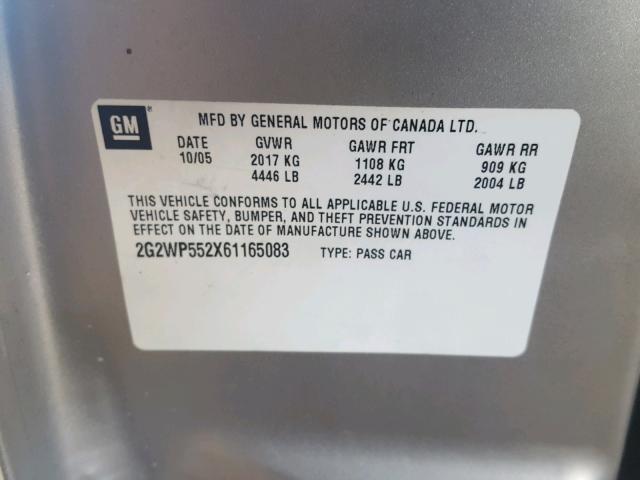 GM ®
MFD BY GENERAL MOTORS OF CANADA LTD.
DATE GVWR GAWR FRT GAWR RR
10/05 2017 KG 1108 KG 909 KG
4446 LB 2442 LB 2004 LB
THIS VEHICLE CONFORMS TO ALL APPLICABLE U.S. FEDERAL MOTOR
VEHICLE SAFETY, BUMPER, AND THEFT PREVENTION STANDARDS IN
EFFECT ON THE DATE OF MANUFACTURE SHOWN ABOVE.
2G2WP552X61165083 TYPE: PASS CAR